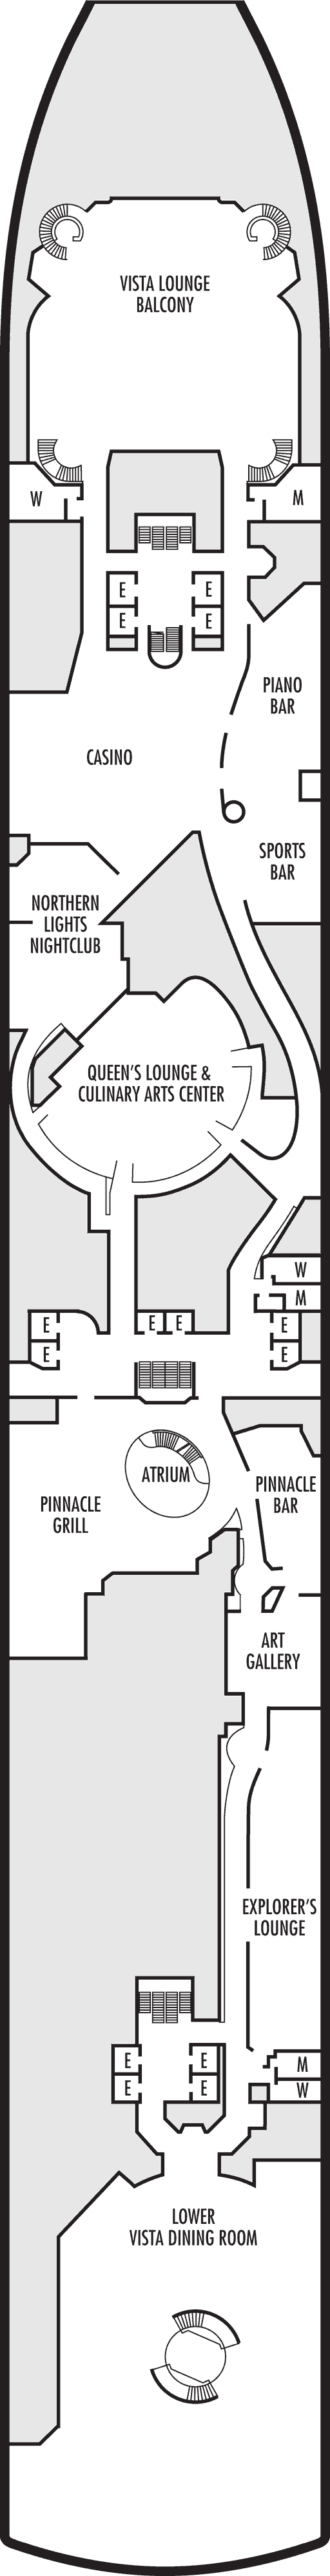 VISTA LOUNGE
BALCONY
W
M
E
E
E
E
PIANO
BAR
CASINO
SPORTS
BAR
NORTHERN
LIGHTS
NIGHTCLUB
QUEEN'S LOUNGE &
CULINARY ARTS CENTER
W
M
E
E
E
E
E
E
ATRIUM
PINNACLE
BAR
PINNACLE
GRILL
ART
GALLERY
EXPLORER'S
LOUNGE
E
E
M
E
E
W
LOWER
VISTA DINING ROOM